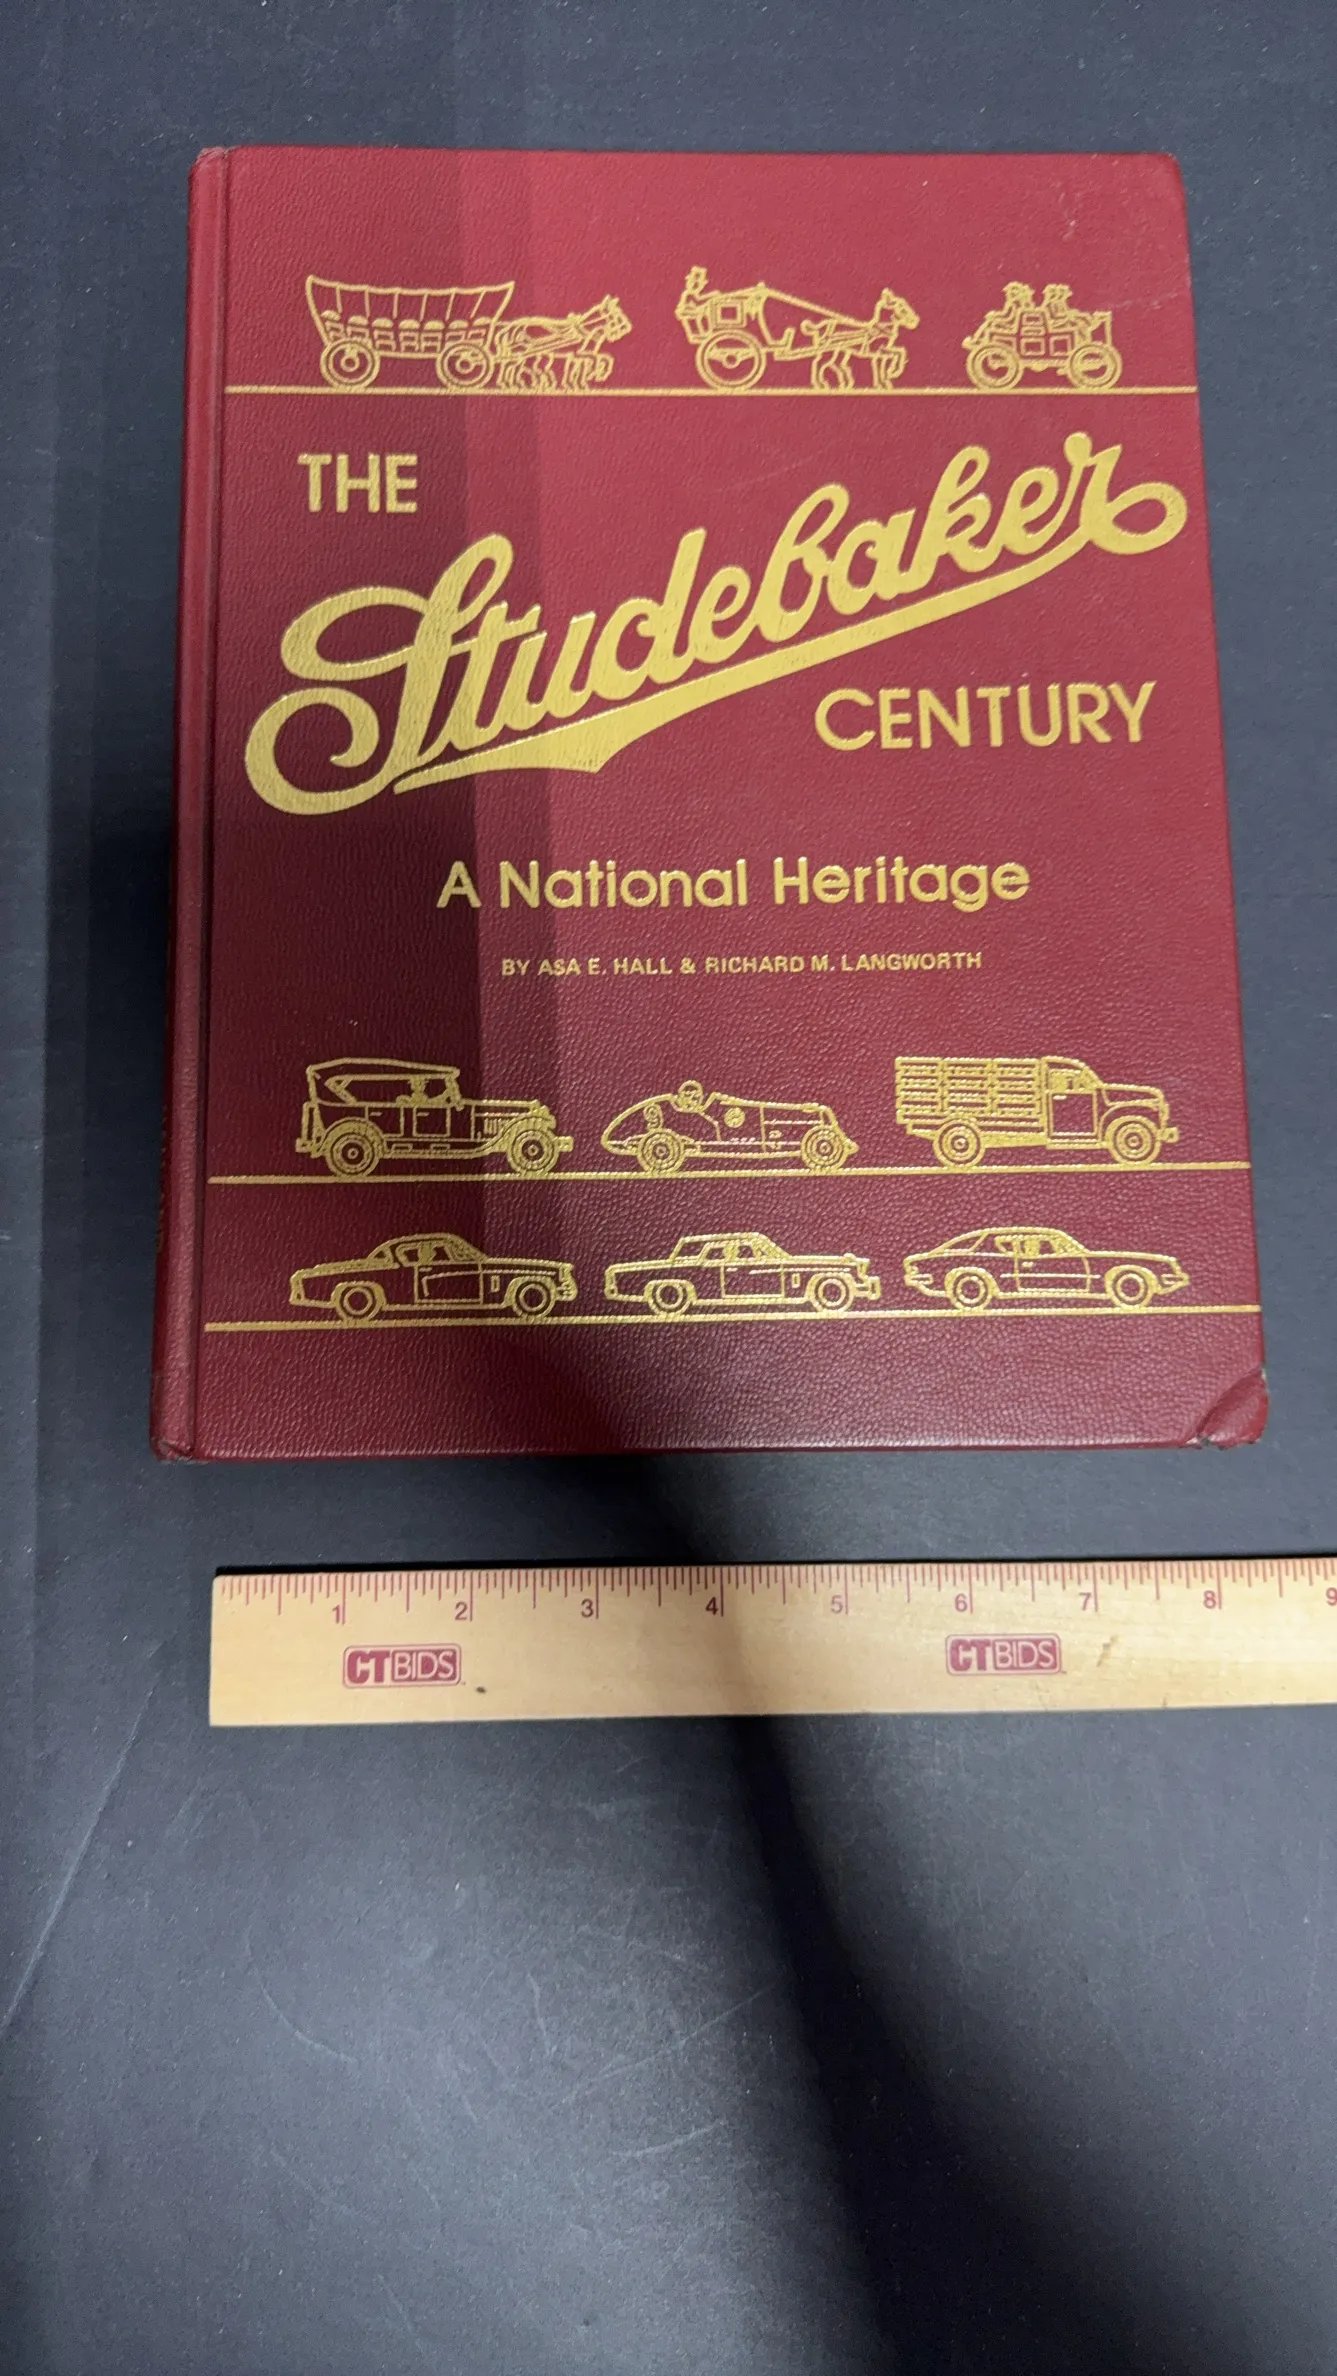 THE
Studebaker
CENTURY
A National Heritage
BY ASA E. HALL & RICHARD M. LANGWORTH
1 2 3 4 5 6 7 8 9
CTBIDS CTBIDS